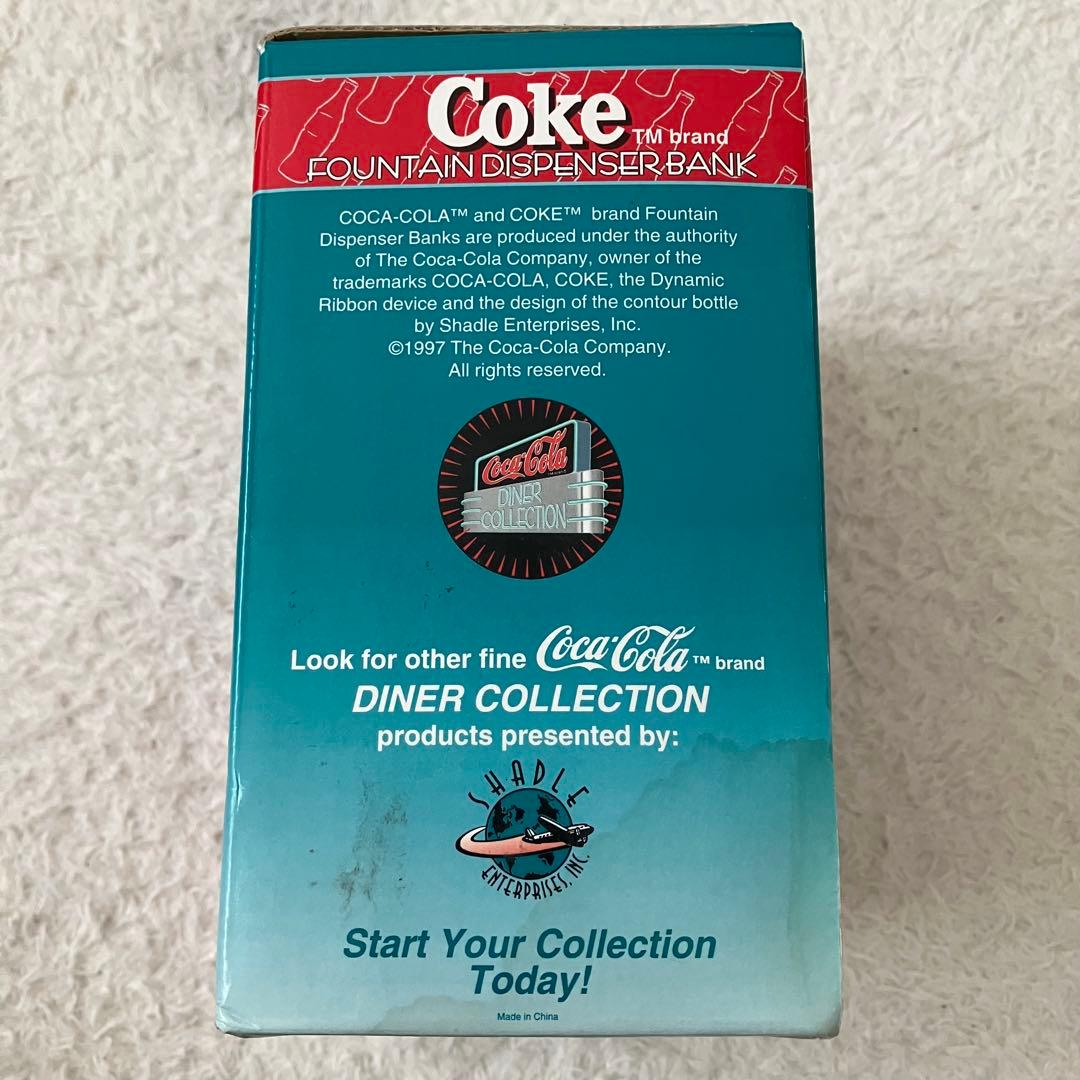 Coke TM brand
FOUNTAIN DISPENSER BANK
COCA-COLA™ and COKE™ brand Fountain
Dispenser Banks are produced under the authority
of The Coca-Cola Company, owner of the
trademarks COCA-COLA, COKE, the Dynamic
Ribbon device and the design of the contour bottle
by Shadle Enterprises, Inc.
©1997 The Coca-Cola Company.
All rights reserved.
Coca-Cola
DINER
COLLECTION
Look for other fine Coca-Cola ™ brand
DINER COLLECTION
products presented by:
SHADLE
ENTERPRISES, INC.
Start Your Collection
Today!
Made in China